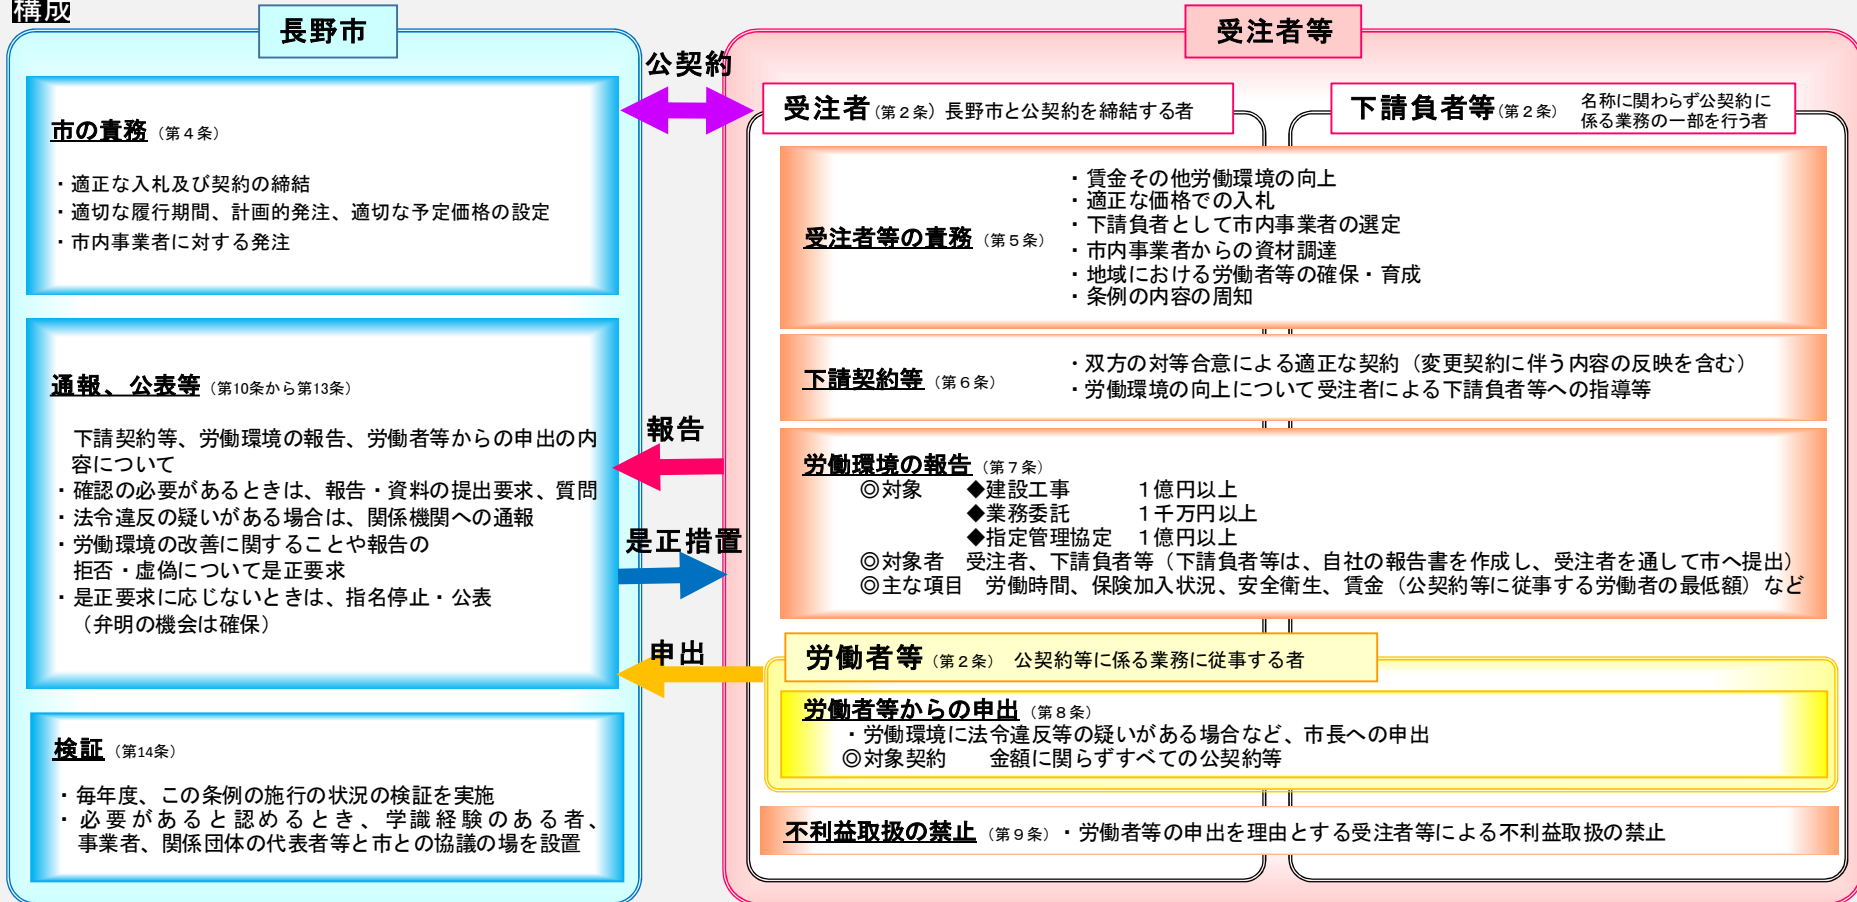 構成
長野市
市の責務（第４条）
・適正な入札及び契約の締結
・適切な履行期間、計画的発注、適切な予定価格の設定
・市内事業者に対する発注
通報、公表等（第10条から第13条）
下請契約等、労働環境の報告、労働者等からの申出の内
容について
・確認の必要があるときは、報告・資料の提出要求、質問
・法令違反の疑いがある場合は、関係機関への通報
・労働環境の改善に関することや報告の
拒否・虚偽について是正要求
・是正要求に応じないときは、指名停止・公表
（弁明の機会は確保）
検証（第14条）
・毎年度、この条例の施行の状況の検証を実施
・必要があると認めるとき、学識経験のある者、
事業者、関係団体の代表者等と市との協議の場を設置
公契約
報告
是正措置
申出
受注者等
受注者（第２条）長野市と公契約を締結する者
下請負者等（第２条）
名称に関わらず公契約に
係る業務の一部を行う者
受注者等の責務（第５条）
・賃金その他労働環境の向上
・適正な価格での入札
・下請負者として市内事業者の選定
・市内事業者からの資材調達
・地域における労働者等の確保・育成
・条例の内容の周知
下請契約等（第６条）
・双方の対等合意による適正な契約（変更契約に伴う内容の反映を含む）
・労働環境の向上について受注者による下請負者等への指導等
労働環境の報告（第７条）
◎対象　◆建設工事　１億円以上
◆業務委託　１千万円以上
◆指定管理協定　１億円以上
◎対象者　受注者、下請負者等（下請負者等は、自社の報告書を作成し、受注者を通して市へ提出）
◎主な項目　労働時間、保険加入状況、安全衛生、賃金（公契約等に従事する労働者の最低額）など
労働者等（第２条）　公契約等に係る業務に従事する者
労働者等からの申出（第８条）
・労働環境に法令違反等の疑いがある場合など、市長への申出
◎対象契約　金額に関らずすべての公契約等
不利益取扱の禁止（第９条）・労働者等の申出を理由とする受注者等による不利益取扱の禁止